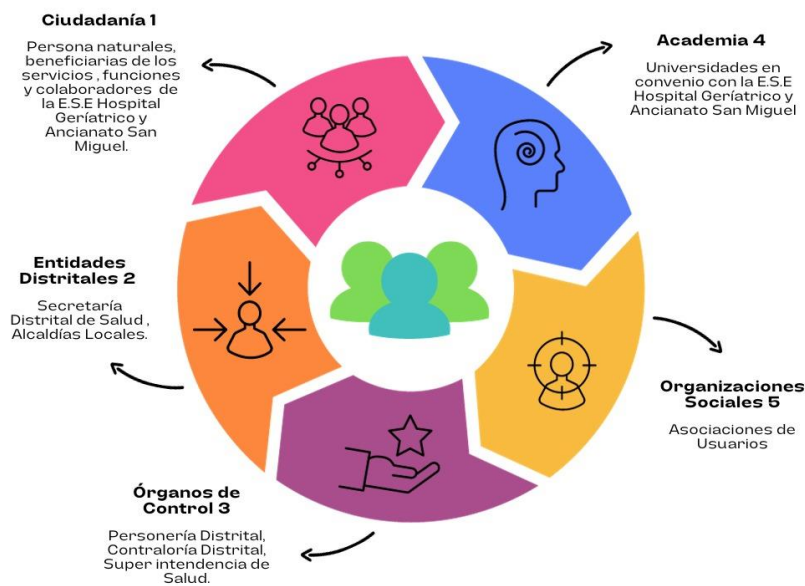 Ciudadanía 1
Persona naturales,
beneficiarias de los
servicios , funciones
y colaboradores  de
la E.S.E Hospital
Geríatrico y
Ancianato San
Miguel.
Entidades
Distritales 2
Secretaría
Distrital de Salud ,
Alcaldías Locales.
Órganos de
Control 3
Personería Distrital,
Contraloría Distrital,
Super intendencia de
Salud.
Academia 4
Universidades en
convenio con la E.S.E
Hospital Geríatrico y
Ancianato San Miguel
Organizaciones
Sociales 5
Asociaciones de
Usuarios